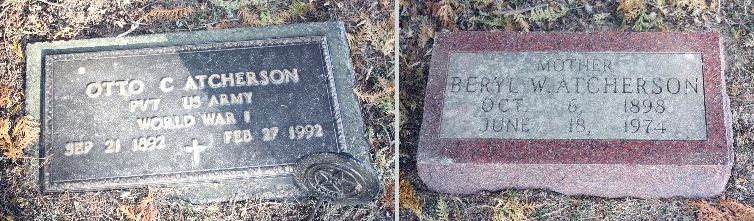 OTTO C ATCHERSON
PVT US ARMY
WORLD WAR I
SEP 21 1892 FEB 27 1992
MOTHER
BERYL W. ATCHERSON
OCT. 6, 1898
JUNE 18, 1974